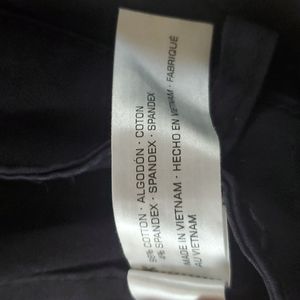 COTTON · ALGODÓN · COTON
SPANDEX · SPANDEX · SPANDEX
MADE IN VIETNAM · HECHO EN VIETNAM · FABRIQUÉ
AU VIETNAM